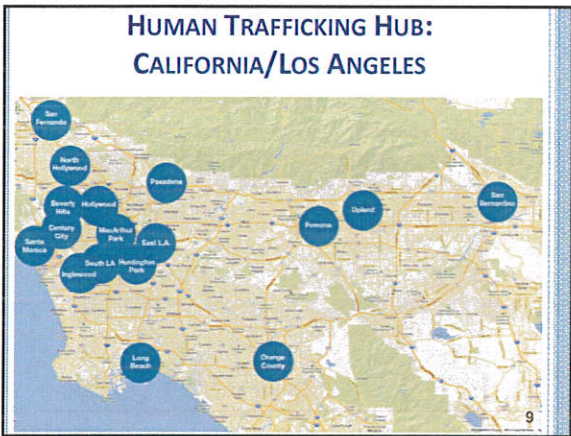 HUMAN TRAFFICKING HUB:
CALIFORNIA/LOS ANGELES
San
Fernando
North
Hollywood
Pasadena
Beverly
Hills
Hollywood
Century
City
MacArthur
Park
Santa
Monica
East L.A.
South LA
Huntington
Park
Inglewood
Pomona
Upland
San
Bernardino
Long
Beach
Orange
County
9